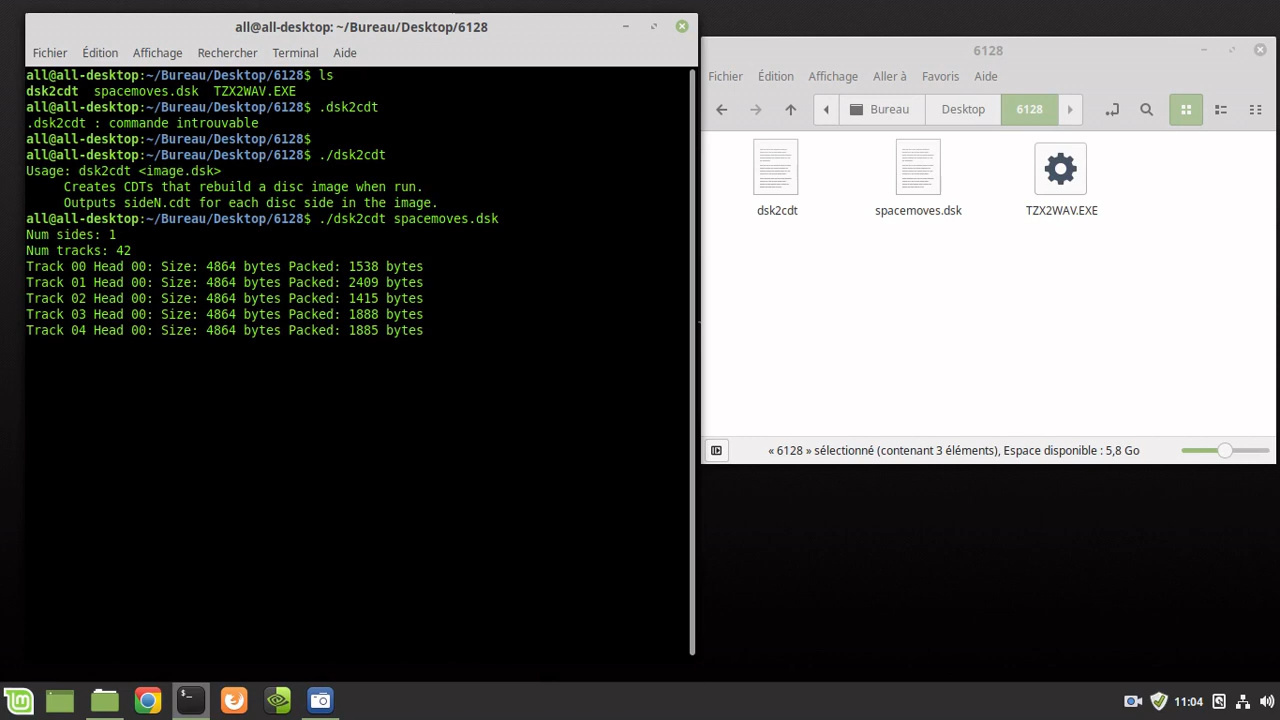 all@all-desktop: ~/Bureau/Desktop/6128
Fichier Édition Affichage Rechercher Terminal Aide
all@all-desktop:~/Bureau/Desktop/6128$ ls
dsk2cdt spacemoves.dsk TZX2WAV.EXE
all@all-desktop:~/Bureau/Desktop/6128$ .dsk2cdt
.dsk2cdt : commande introuvable
all@all-desktop:~/Bureau/Desktop/6128$
all@all-desktop:~/Bureau/Desktop/6128$ ./dsk2cdt
Usage: dsk2cdt <image.dsk>
Creates CDTs that rebuild a disc image when run.
Outputs sideN.cdt for each disc side in the image.
all@all-desktop:~/Bureau/Desktop/6128$ ./dsk2cdt spacemoves.dsk
Num sides: 1
Num tracks: 42
Track 00 Head 00: Size: 4864 bytes Packed: 1538 bytes
Track 01 Head 00: Size: 4864 bytes Packed: 2409 bytes
Track 02 Head 00: Size: 4864 bytes Packed: 1415 bytes
Track 03 Head 00: Size: 4864 bytes Packed: 1888 bytes
Track 04 Head 00: Size: 4864 bytes Packed: 1885 bytes
6128
Fichier Édition Affichage Aller à Favoris Aide
Bureau Desktop 6128
dsk2cdt spacemoves.dsk TZX2WAV.EXE
« 6128 » sélectionné (contenant 3 éléments), Espace disponible : 5,8 Go
11:04